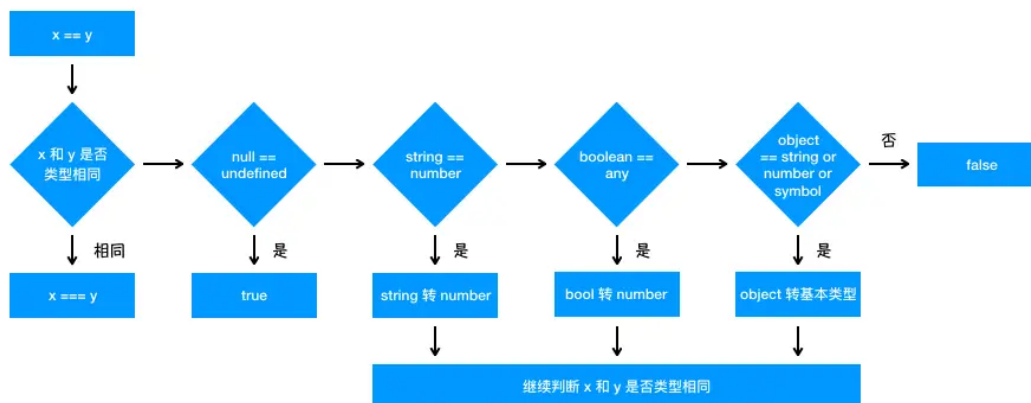 x == y
x 和 y 是否
类型相同
null ==
undefined
string ==
number
boolean ==
any
object
== string or
number or
symbol
否
false
相同
是
是
是
是
x === y
true
string 转 number
bool 转 number
object 转基本类型
继续判断 x 和 y 是否类型相同